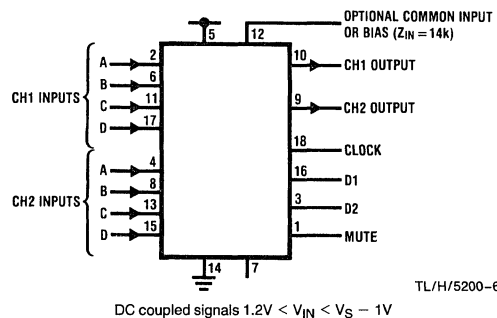 OPTIONAL COMMON INPUT
OR BIAS (Z_IN = 14k)
5
12
CH1 INPUTS
A 2
B 6
C 11
D 17
CH2 INPUTS
A 4
B 8
C 13
D 15
10 CH1 OUTPUT
9 CH2 OUTPUT
18 CLOCK
16 D1
3 D2
1 MUTE
14
7
TL/H/5200-6
DC coupled signals 1.2V < V_IN < V_S − 1V